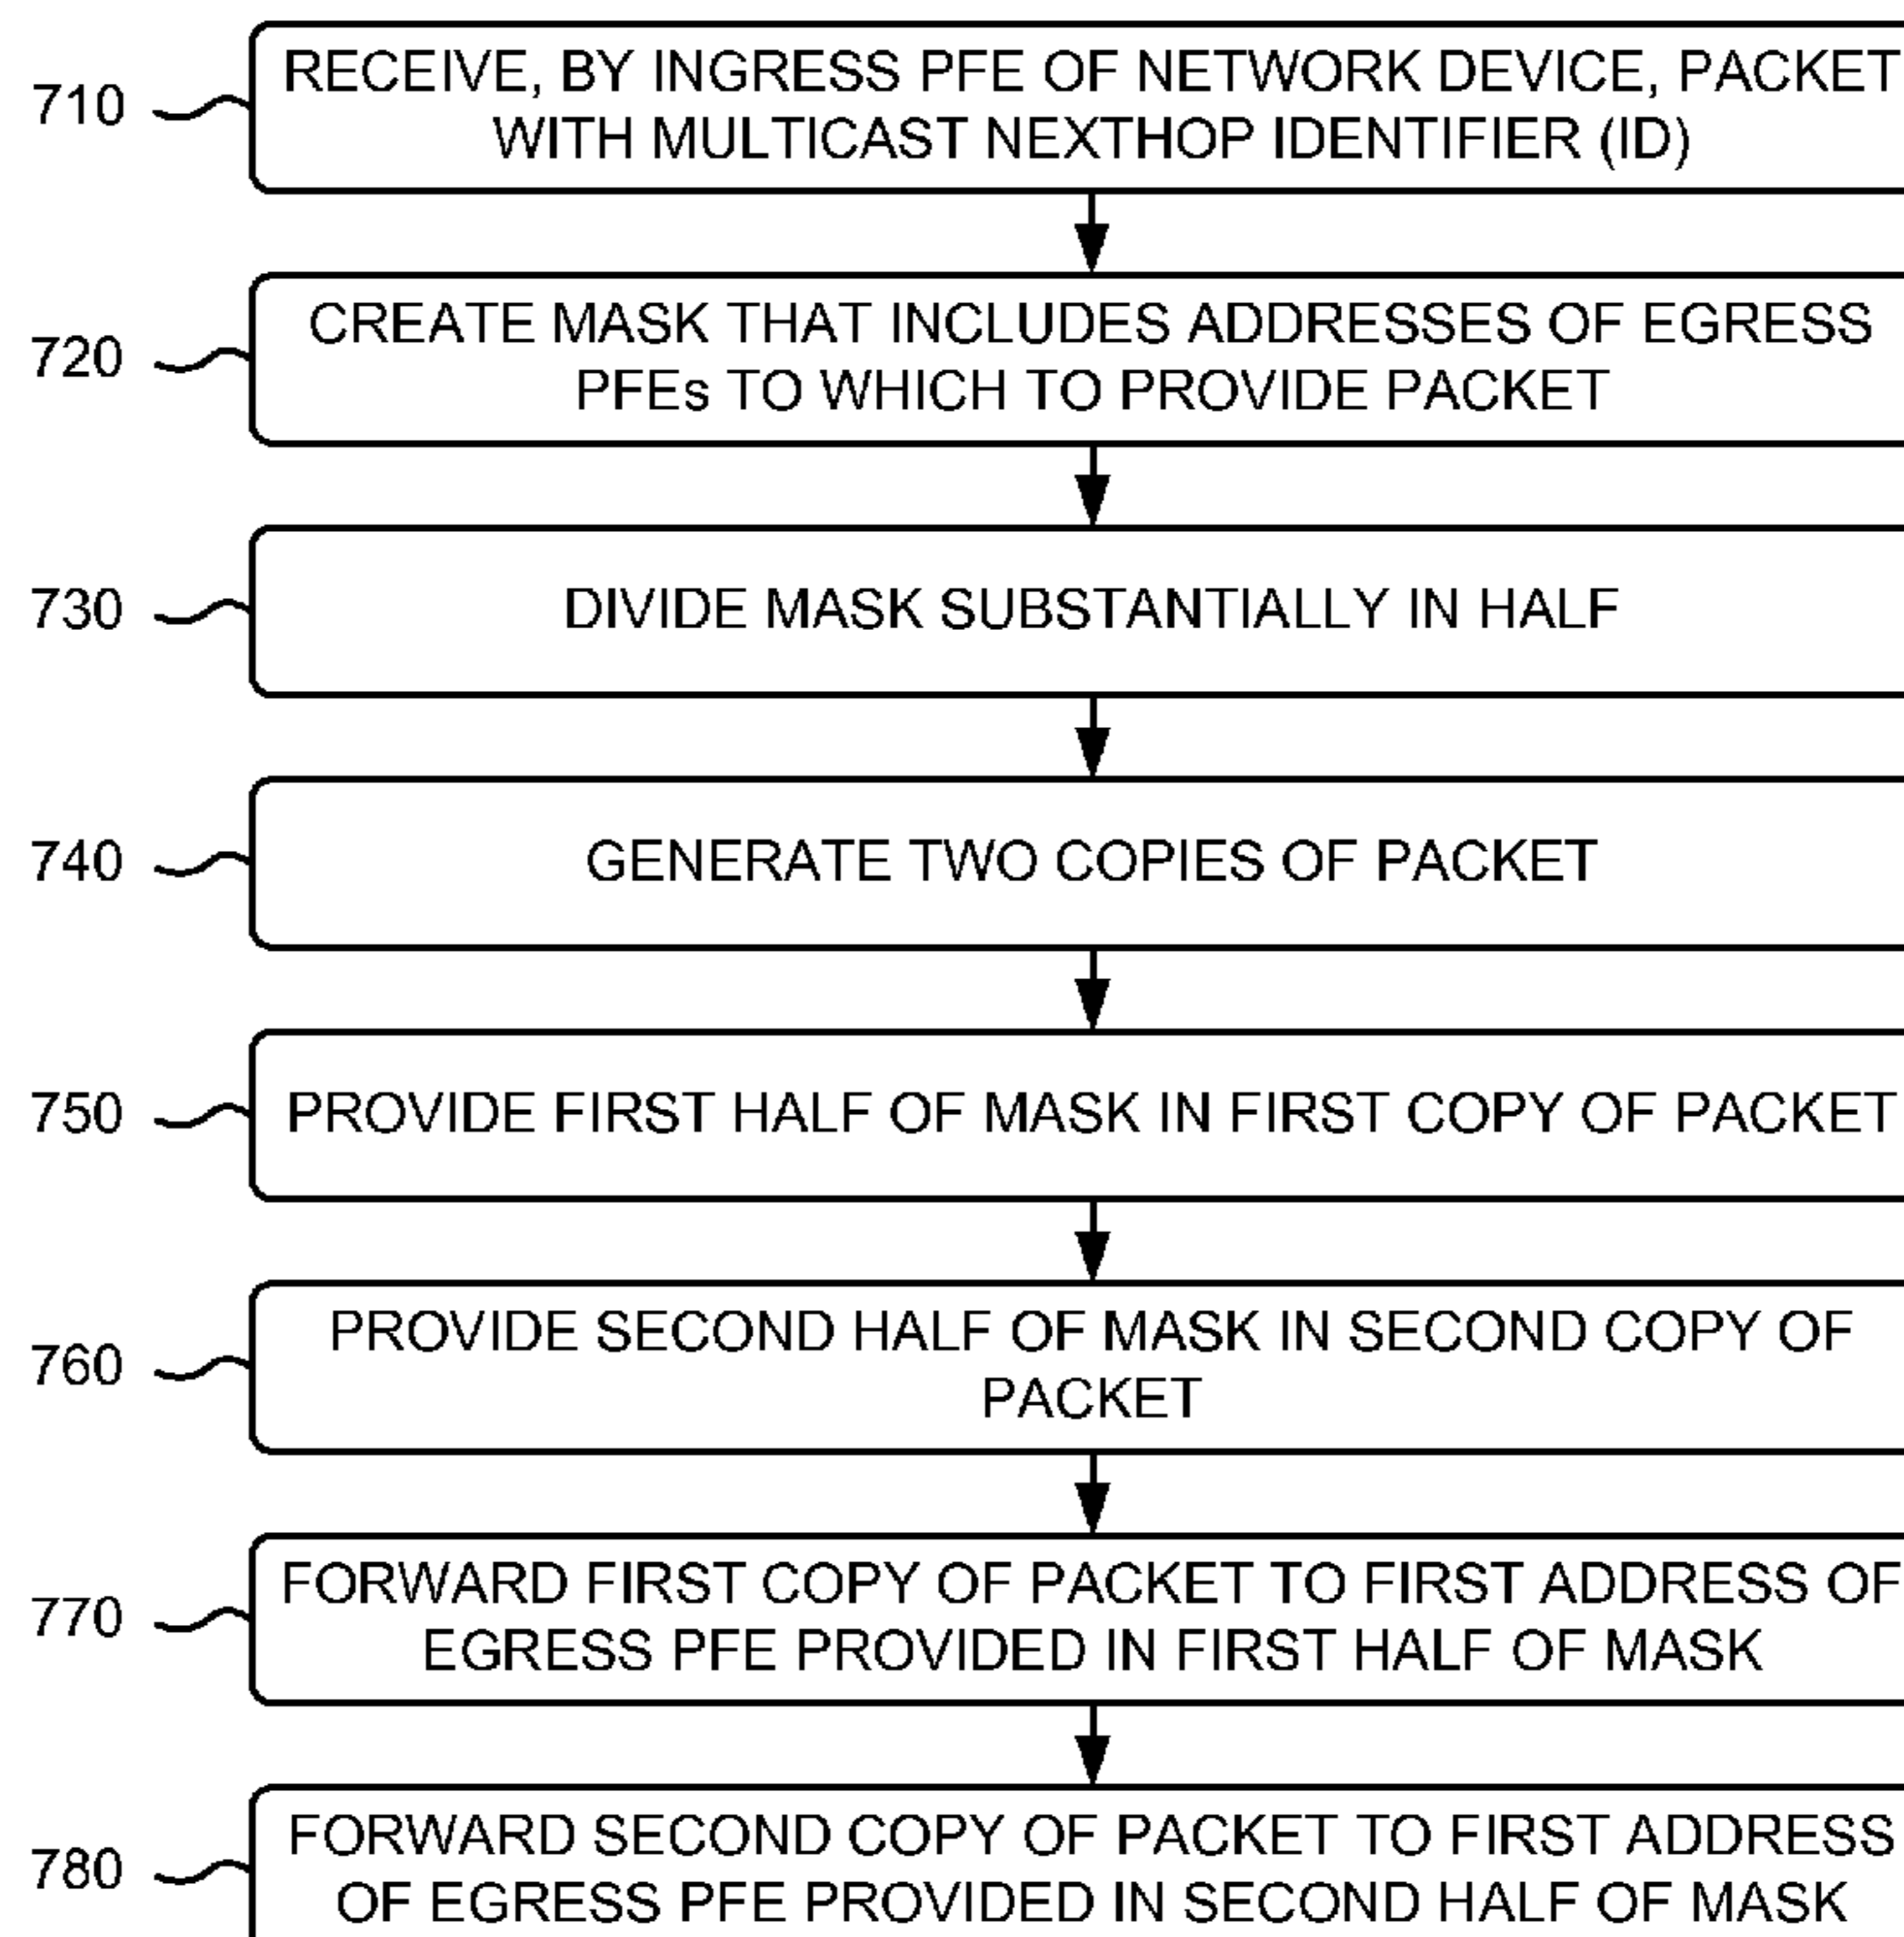 710
RECEIVE, BY INGRESS PFE OF NETWORK DEVICE, PACKET
WITH MULTICAST NEXTHOP IDENTIFIER (ID)
720
CREATE MASK THAT INCLUDES ADDRESSES OF EGRESS
PFEs TO WHICH TO PROVIDE PACKET
730
DIVIDE MASK SUBSTANTIALLY IN HALF
740
GENERATE TWO COPIES OF PACKET
750
PROVIDE FIRST HALF OF MASK IN FIRST COPY OF PACKET
760
PROVIDE SECOND HALF OF MASK IN SECOND COPY OF
PACKET
770
FORWARD FIRST COPY OF PACKET TO FIRST ADDRESS OF
EGRESS PFE PROVIDED IN FIRST HALF OF MASK
780
FORWARD SECOND COPY OF PACKET TO FIRST ADDRESS
OF EGRESS PFE PROVIDED IN SECOND HALF OF MASK